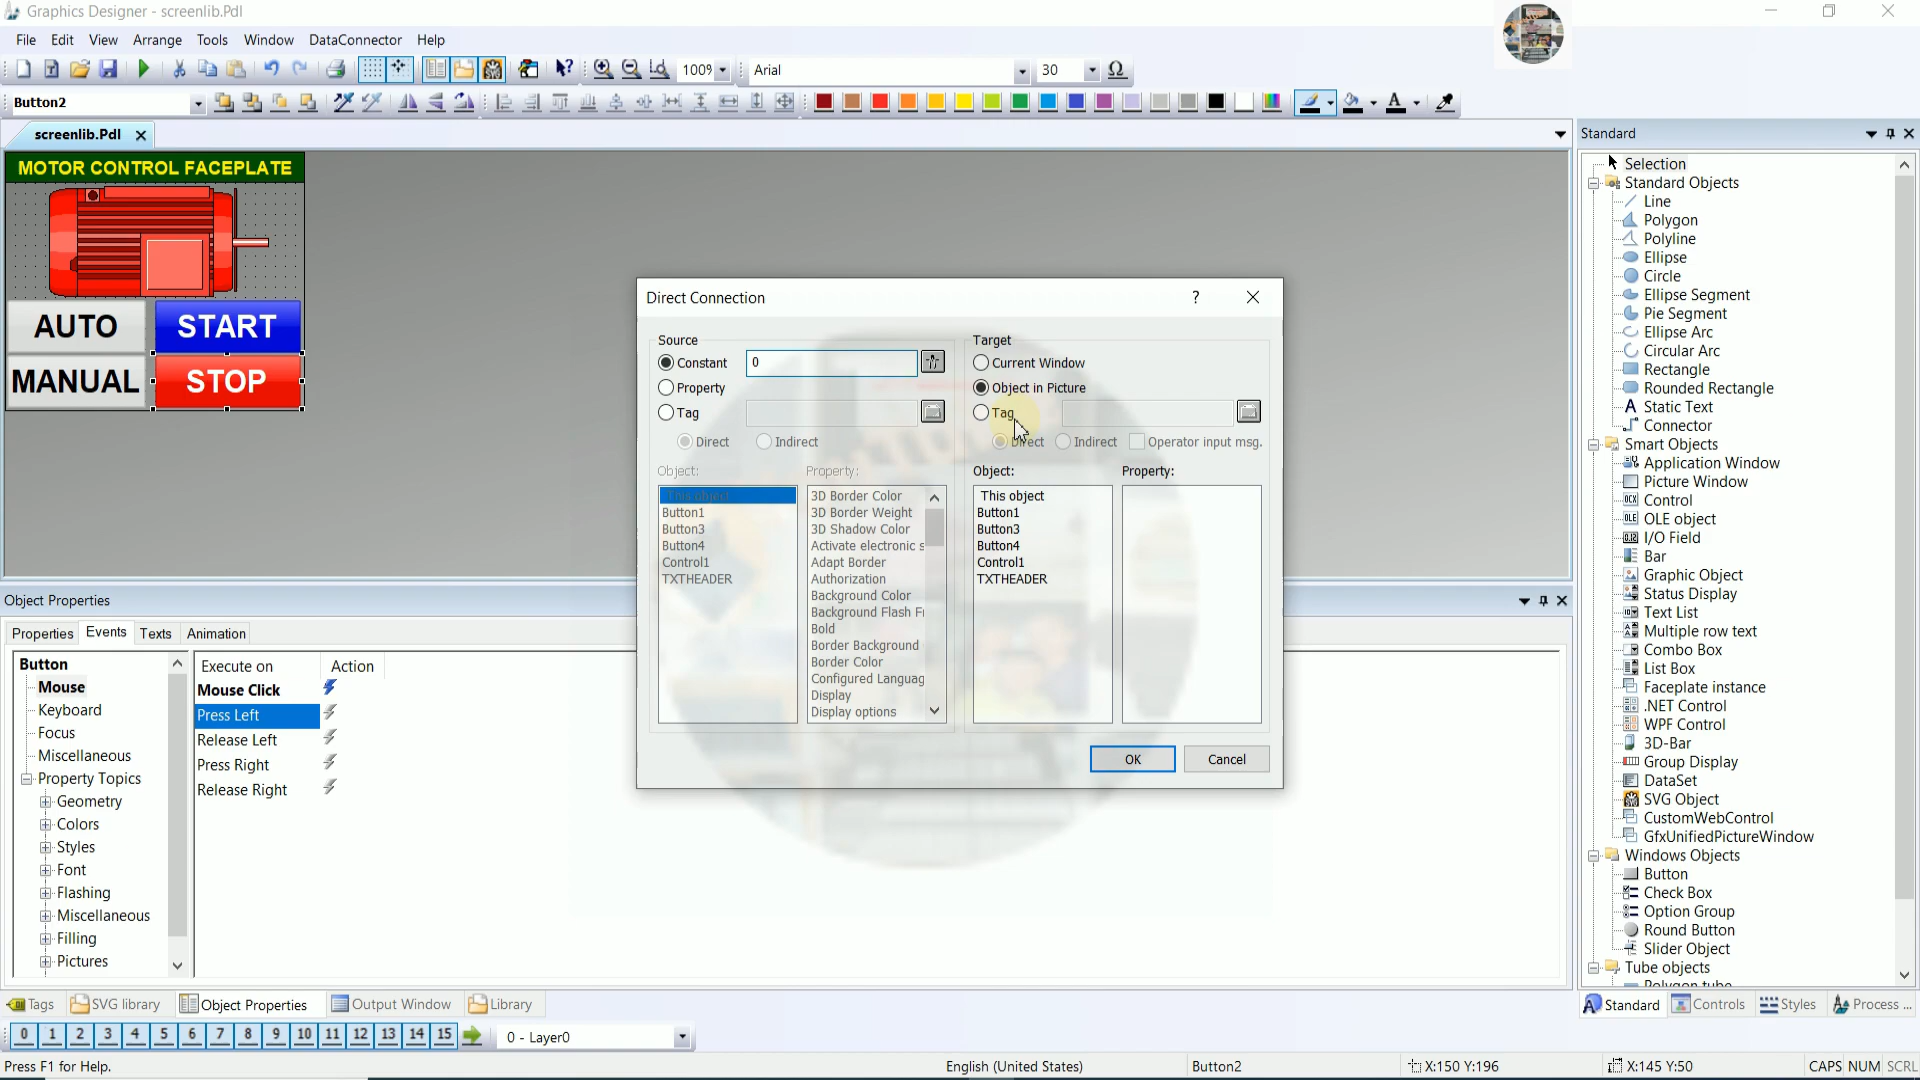 Graphics Designer - screenlib.Pdl
File Edit View Arrange Tools Window DataConnector Help
100% Arial 30 Ω
Button2
screenlib.Pdl
MOTOR CONTROL FACEPLATE
AUTO START
MANUAL STOP
Direct Connection ?
Source
Constant 0
Property
Tag
Direct Indirect
Object: Property:
This object
Button1
Button3
Button4
Control1
TXTHEADER
3D Border Color
3D Border Weight
3D Shadow Color
Activate electronic s
Adapt Border
Authorization
Background Color
Background Flash Fr
Bold
Border Background
Border Color
Configured Languag
Display
Display options
Target
Current Window
Object in Picture
Tag
Direct Indirect Operator input msg.
Object: Property:
This object
Button1
Button3
Button4
Control1
TXTHEADER
OK Cancel
Object Properties
Properties Events Texts Animation
Button
Mouse
Keyboard
Focus
Miscellaneous
Property Topics
Geometry
Colors
Styles
Font
Flashing
Miscellaneous
Filling
Pictures
Execute on Action
Mouse Click
Press Left
Release Left
Press Right
Release Right
Standard
Selection
Standard Objects
Line
Polygon
Polyline
Ellipse
Circle
Ellipse Segment
Pie Segment
Ellipse Arc
Circular Arc
Rectangle
Rounded Rectangle
Static Text
Connector
Smart Objects
Application Window
Picture Window
Control
OLE object
I/O Field
Bar
Graphic Object
Status Display
Text List
Multiple row text
Combo Box
List Box
Faceplate instance
.NET Control
WPF Control
3D-Bar
Group Display
DataSet
SVG Object
CustomWebControl
GfxUnifiedPictureWindow
Windows Objects
Button
Check Box
Option Group
Round Button
Slider Object
Tube objects
Polygon tube
Tags SVG library Object Properties Output Window Library
Standard Controls Styles Process ...
0 1 2 3 4 5 6 7 8 9 10 11 12 13 14 15 0 - Layer0
Press F1 for Help. English (United States) Button2 X:150 Y:196 X:145 Y:50 CAPS NUM SCRL